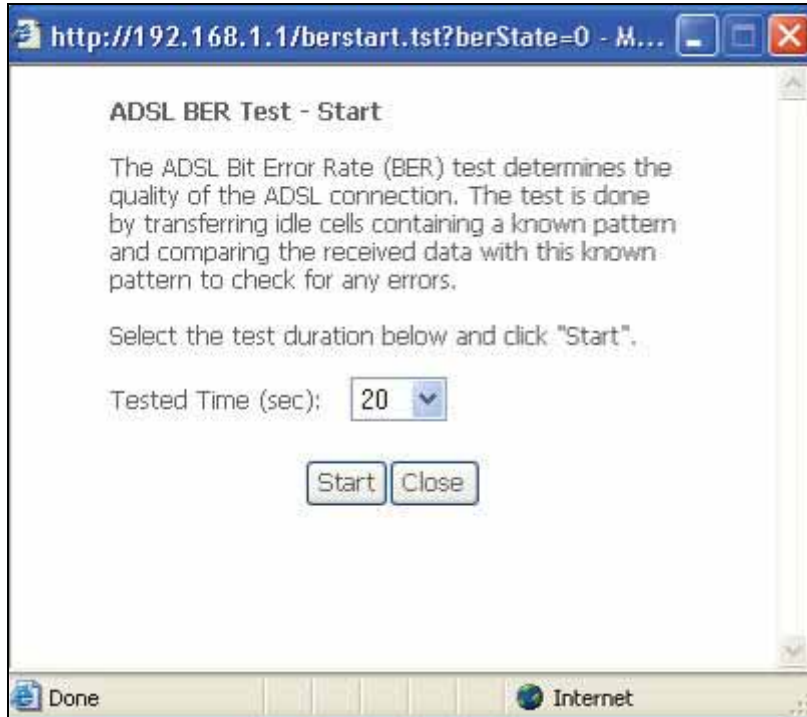 http://192.168.1.1/berstart.tst?berState=0 - M...
ADSL BER Test - Start
The ADSL Bit Error Rate (BER) test determines the
quality of the ADSL connection. The test is done
by transferring idle cells containing a known pattern
and comparing the received data with this known
pattern to check for any errors.
Select the test duration below and click "Start".
Tested Time (sec): 20
Start Close
Done Internet